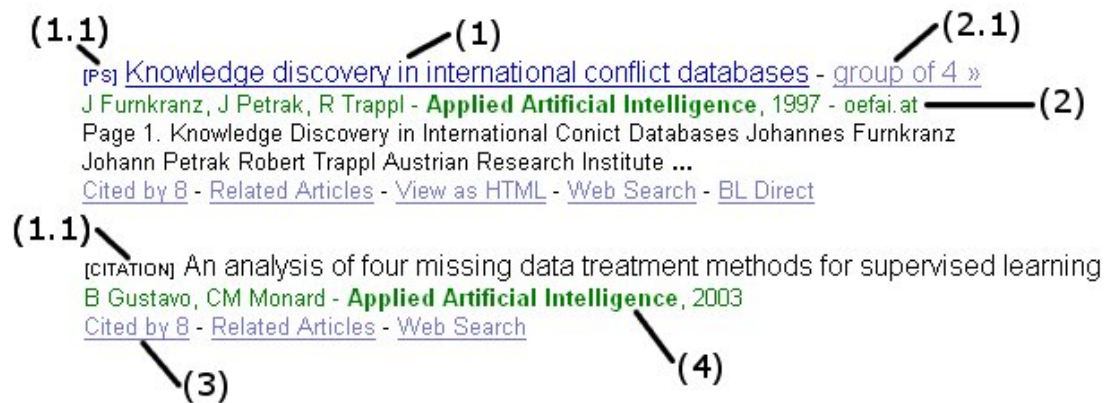 (1.1) (1) (2.1)
[PS] Knowledge discovery in international conflict databases - group of 4 »
J Furnkranz, J Petrak, R Trappl - Applied Artificial Intelligence, 1997 - oefai.at (2)
Page 1. Knowledge Discovery in International Conict Databases Johannes Furnkranz
Johann Petrak Robert Trappl Austrian Research Institute ...
Cited by 8 - Related Articles - View as HTML - Web Search - BL Direct
(1.1)
[CITATION] An analysis of four missing data treatment methods for supervised learning
B Gustavo, CM Monard - Applied Artificial Intelligence, 2003
Cited by 8 - Related Articles - Web Search
(3) (4)